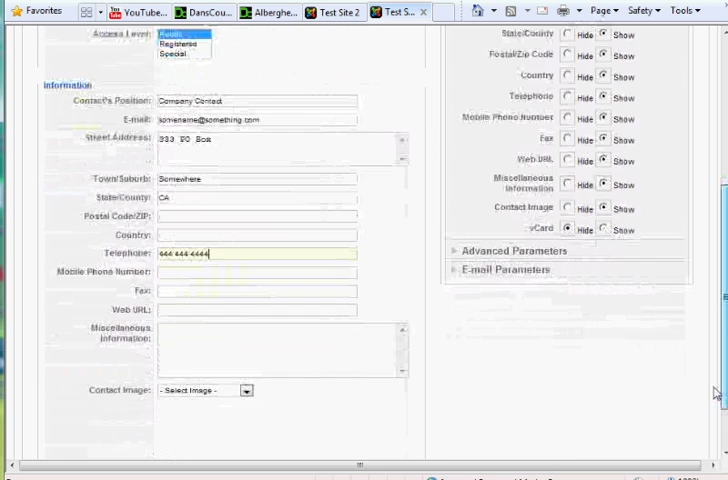 Favorites YouTube... DansCou... Alberghe... Test Site 2 Test S... Page Safety Tools
Access Level:
Registered
Special
Information
Contact's Position: Company Contact
E-mail: somename@something.com
Street Address: 333 PO Box
Town/Suburb: Somewhere
State/County: CA
Postal Code/ZIP:
Country:
Telephone: 444 444 4444
Mobile Phone Number:
Fax:
Web URL:
Miscellaneous
Information:
Contact Image: - Select Image -
State/County Hide Show
Postal/Zip Code Hide Show
Country Hide Show
Telephone Hide Show
Mobile Phone Number Hide Show
Fax Hide Show
Web URL Hide Show
Miscellaneous
Information Hide Show
Contact Image Hide Show
vCard Hide Show
Advanced Parameters
E-mail Parameters